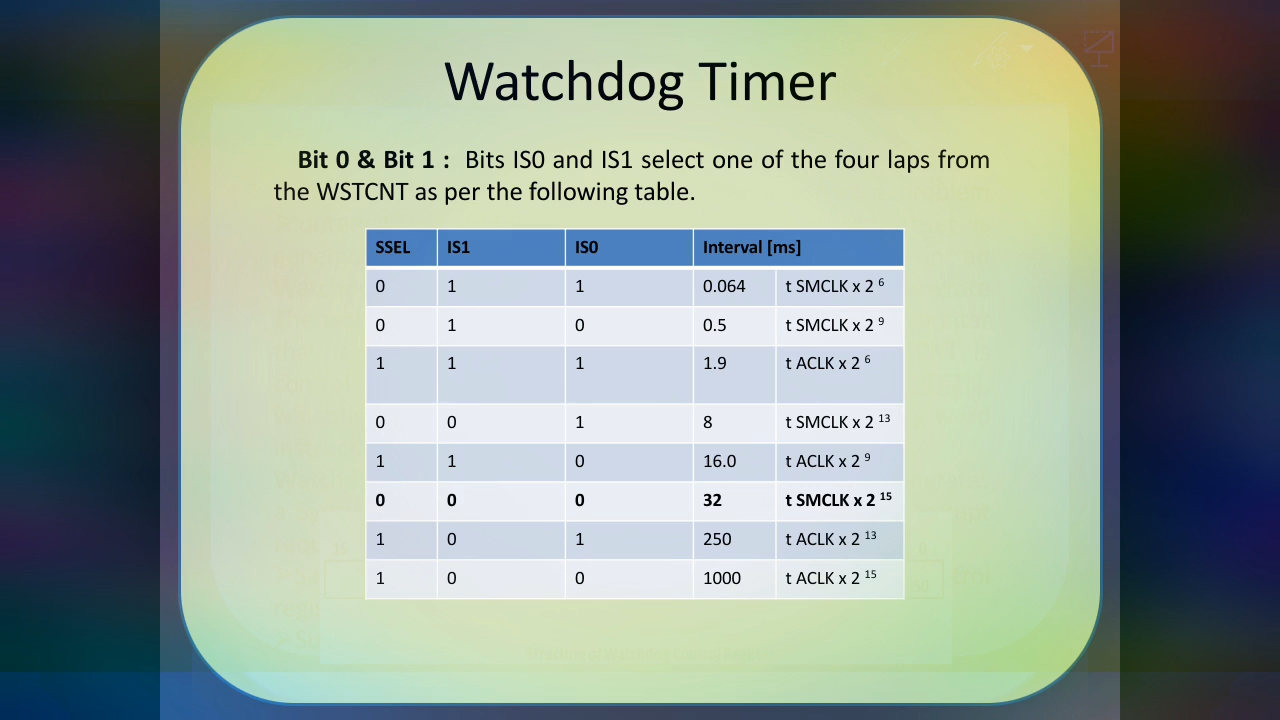 Watchdog Timer
Bit 0 & Bit 1 : Bits IS0 and IS1 select one of the four laps from
the WSTCNT as per the following table.
SSEL IS1 IS0 Interval [ms]
0 1 1 0.064 t SMCLK x 2 6
0 1 0 0.5 t SMCLK x 2 9
1 1 1 1.9 t ACLK x 2 6
0 0 1 8 t SMCLK x 2 13
1 1 0 16.0 t ACLK x 2 9
0 0 0 32 t SMCLK x 2 15
1 0 1 250 t ACLK x 2 13
1 0 0 1000 t ACLK x 2 15